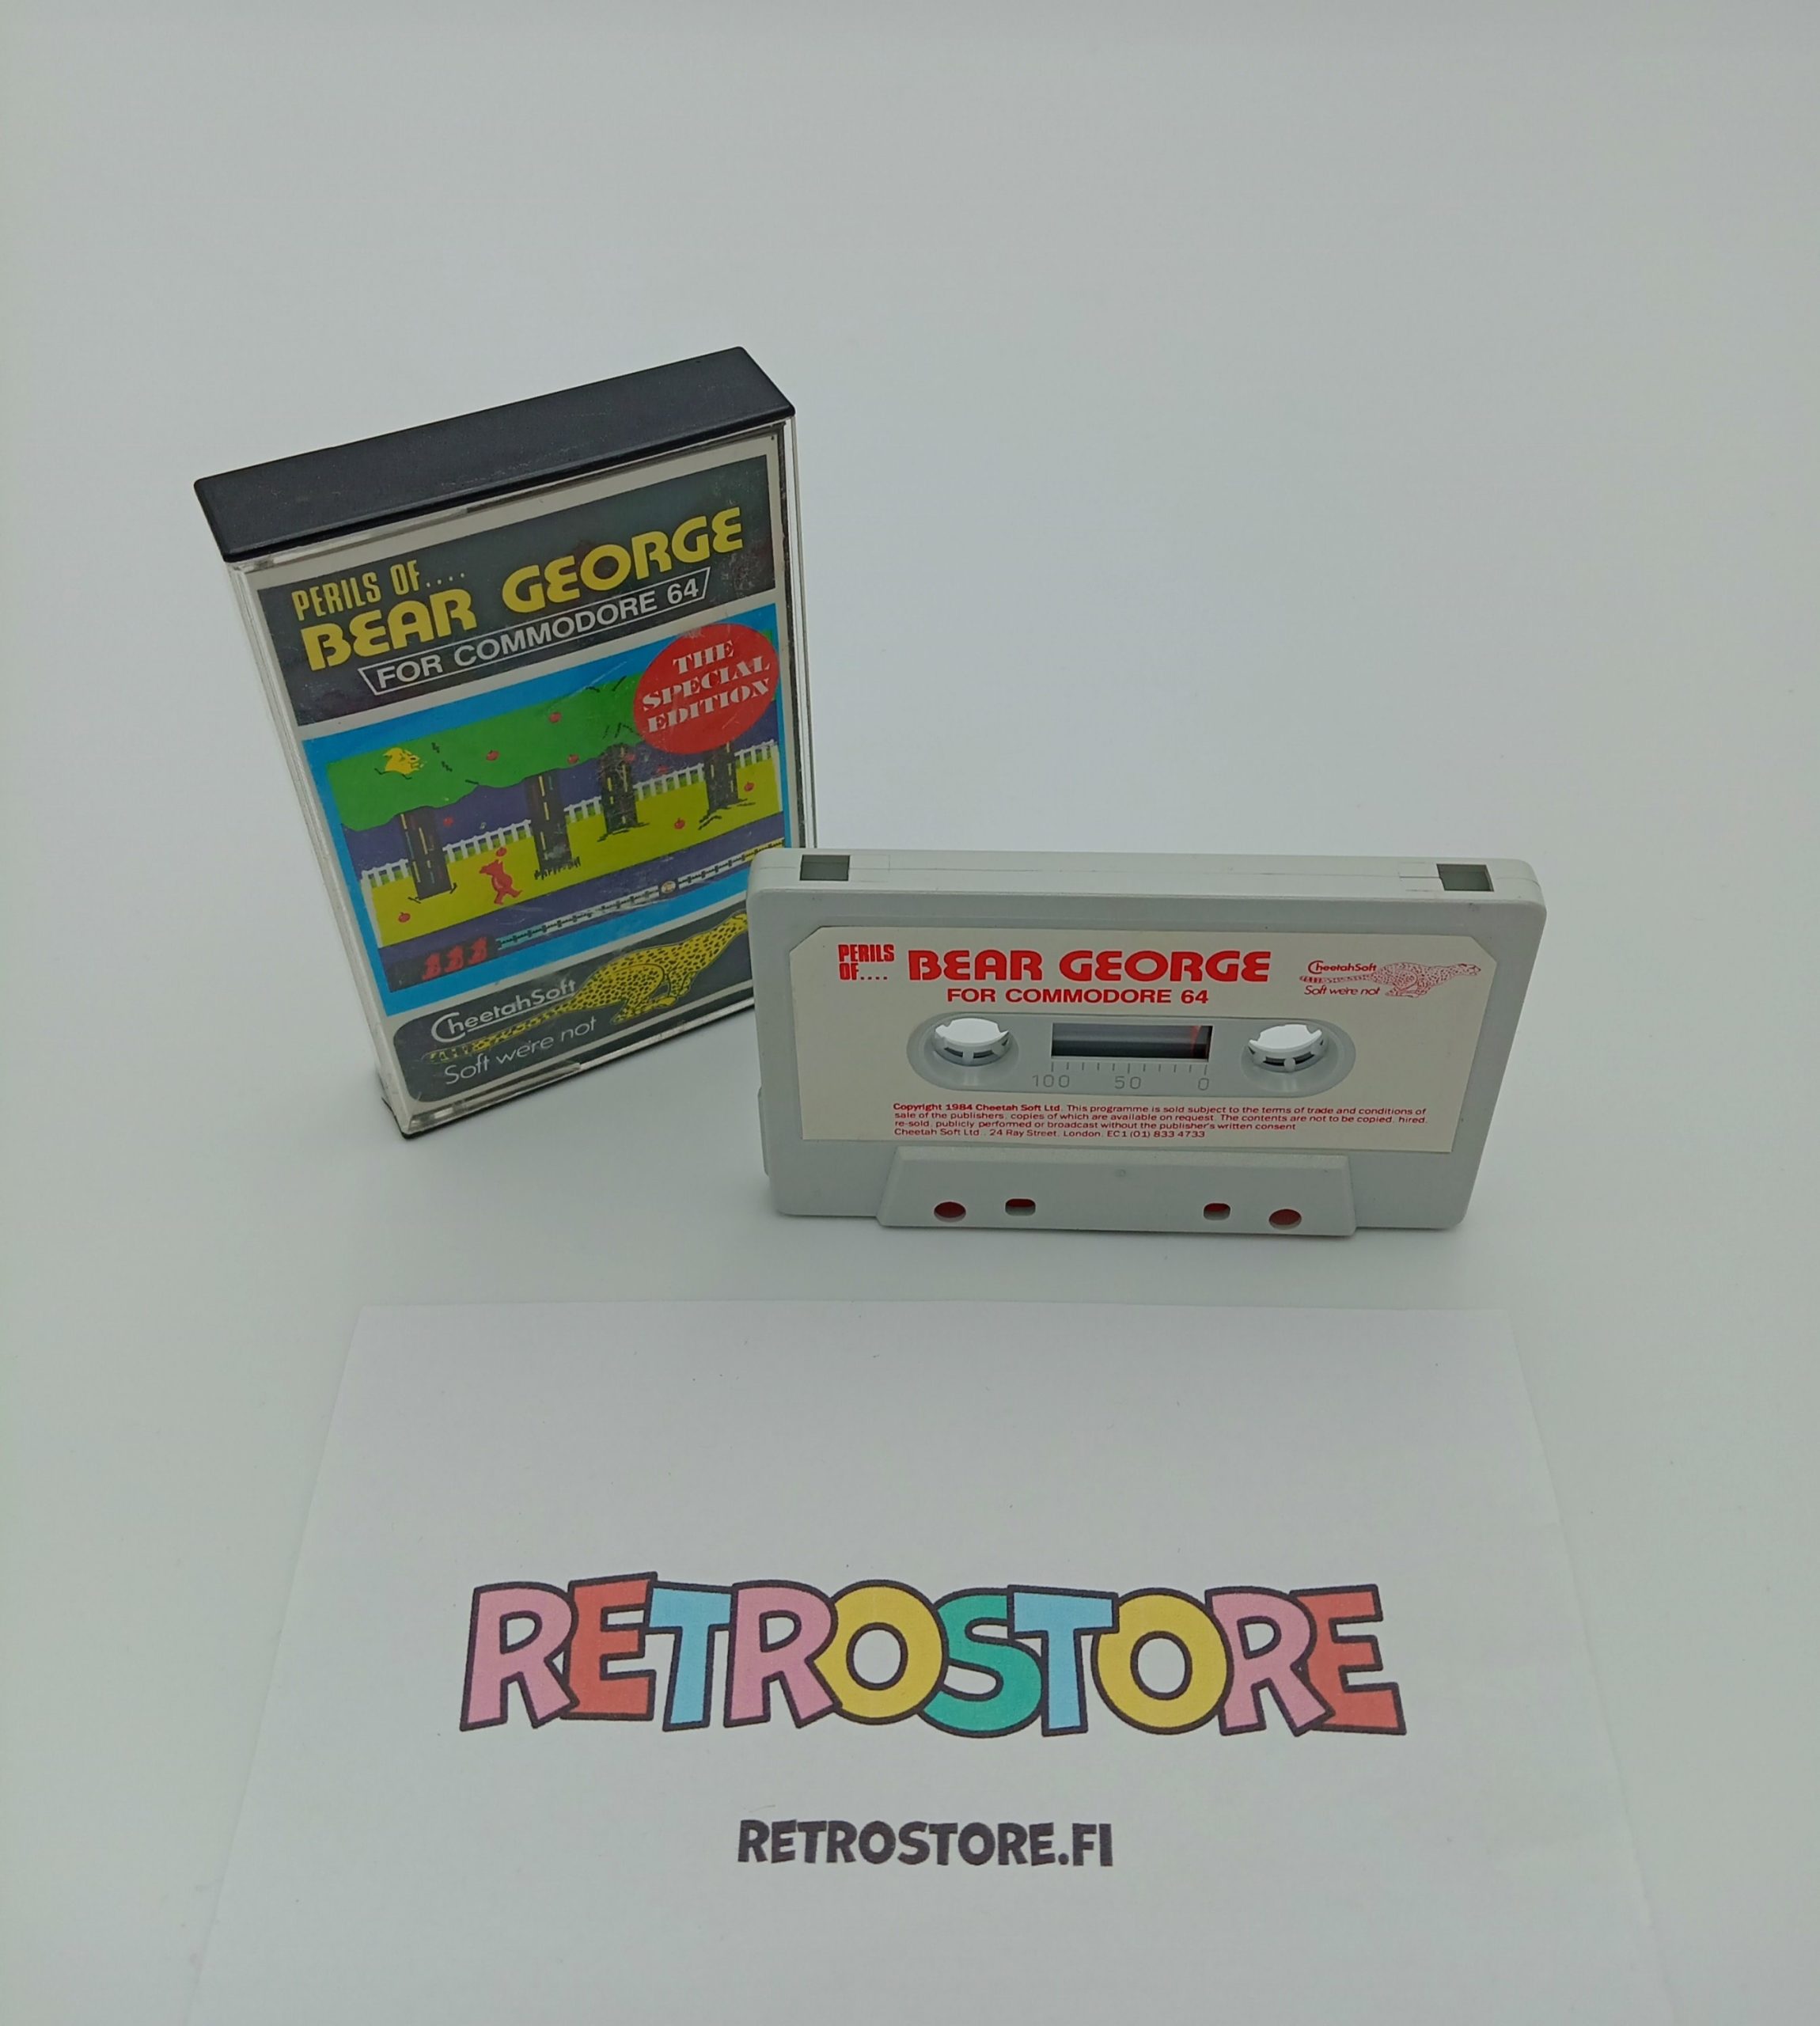 PERILS OF....
BEAR GEORGE
FOR COMMODORE 64
THE
SPECIAL
EDITION
CheetahSoft
Soft we're not
PERILS
OF....
BEAR GEORGE
FOR COMMODORE 64
CheetahSoft
Soft we're not
100 50 0
Copyright 1984 Cheetah Soft Ltd. This programme is sold subject to the terms of trade and conditions of
sale of the publishers, copies of which are available on request. The contents are not to be copied, hired,
re-sold, publicly performed or broadcast without the publisher's written consent
Cheetah Soft Ltd., 24 Ray Street, London, EC1 (01) 833 4733
RETROSTORE
RETROSTORE.FI